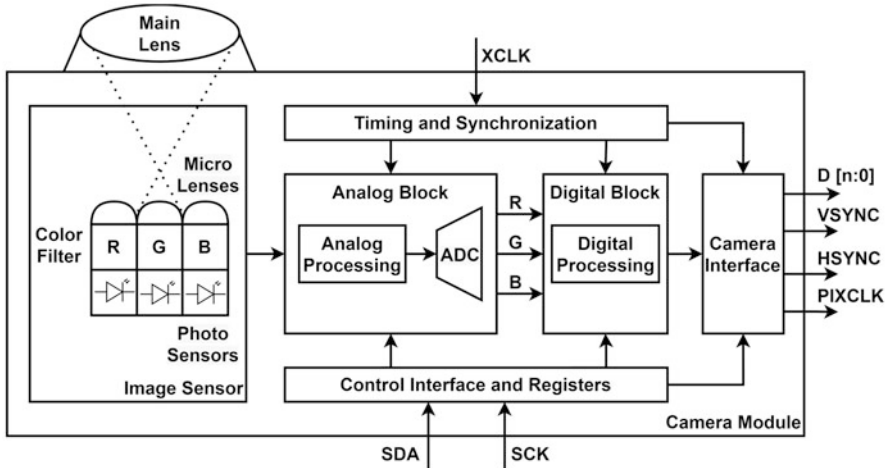 Main
Lens
XCLK
Timing and Synchronization
Micro
Lenses
Color
Filter
R
G
B
Photo
Sensors
Image Sensor
Analog Block
Analog
Processing
ADC
R
G
B
Digital Block
Digital
Processing
Camera
Interface
D [n:0]
VSYNC
HSYNC
PIXCLK
Control Interface and Registers
Camera Module
SDA
SCK